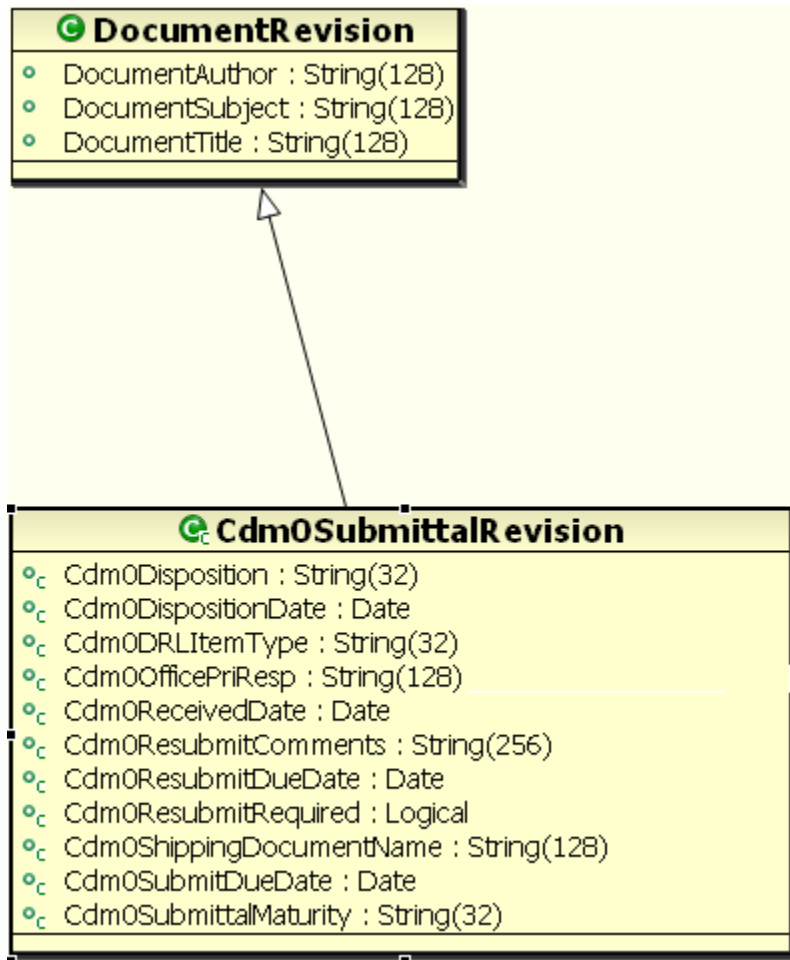 DocumentRevision
DocumentAuthor : String(128)
DocumentSubject : String(128)
DocumentTitle : String(128)
Cdm0SubmittalRevision
Cdm0Disposition : String(32)
Cdm0DispositionDate : Date
Cdm0DRLItemType : String(32)
Cdm0OfficePriResp : String(128)
Cdm0ReceivedDate : Date
Cdm0ResubmitComments : String(256)
Cdm0ResubmitDueDate : Date
Cdm0ResubmitRequired : Logical
Cdm0ShippingDocumentName : String(128)
Cdm0SubmitDueDate : Date
Cdm0SubmittalMaturity : String(32)